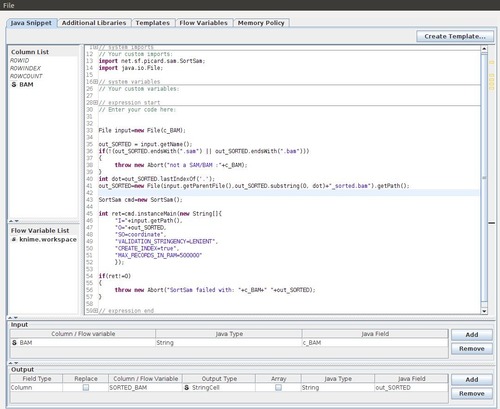 File
Java Snippet
Additional Libraries
Templates
Flow Variables
Memory Policy
Create Template...
Column List
ROWID
ROWINDEX
ROWCOUNT
S BAM
Flow Variable List
knime.workspace
// system imports
12 // Your custom imports:
13 import net.sf.picard.sam.SortSam;
14 import java.io.File;
15
// system variables
26 // Your custom variables:
27
// expression start
30 // Enter your code here:
31
32
33 File input=new File(c_BAM);
34
35 out_SORTED = input.getName();
36 if(!(out_SORTED.endsWith(".sam") || out_SORTED.endsWith(".bam")))
37 {
38 throw new Abort("not a SAM/BAM :"+c_BAM);
39 }
40 int dot=out_SORTED.lastIndexOf('.');
41 out_SORTED=new File(input.getParentFile(),out_SORTED.substring(0, dot)+"_sorted.bam").getPath();
42
43 SortSam cmd=new SortSam();
44
45 int ret=cmd.instanceMain(new String[]{
46 "I="+input.getPath(),
47 "O="+out_SORTED,
48 "SO=coordinate",
49 "VALIDATION_STRINGENCY=LENIENT",
50 "CREATE_INDEX=true",
51 "MAX_RECORDS_IN_RAM=500000"
52 });
53
54 if(ret!=0)
55 {
56 throw new Abort("SortSam failed with: "+c_BAM+" "+out_SORTED);
57 }
58
// expression end
Input
Column / Flow variable
Java Type
Java Field
S BAM
String
c_BAM
Add
Remove
Output
Field Type
Replace
Column / Flow Variable
Output Type
Array
Java Type
Java Field
Column
SORTED_BAM
S StringCell
String
out_SORTED
Add
Remove